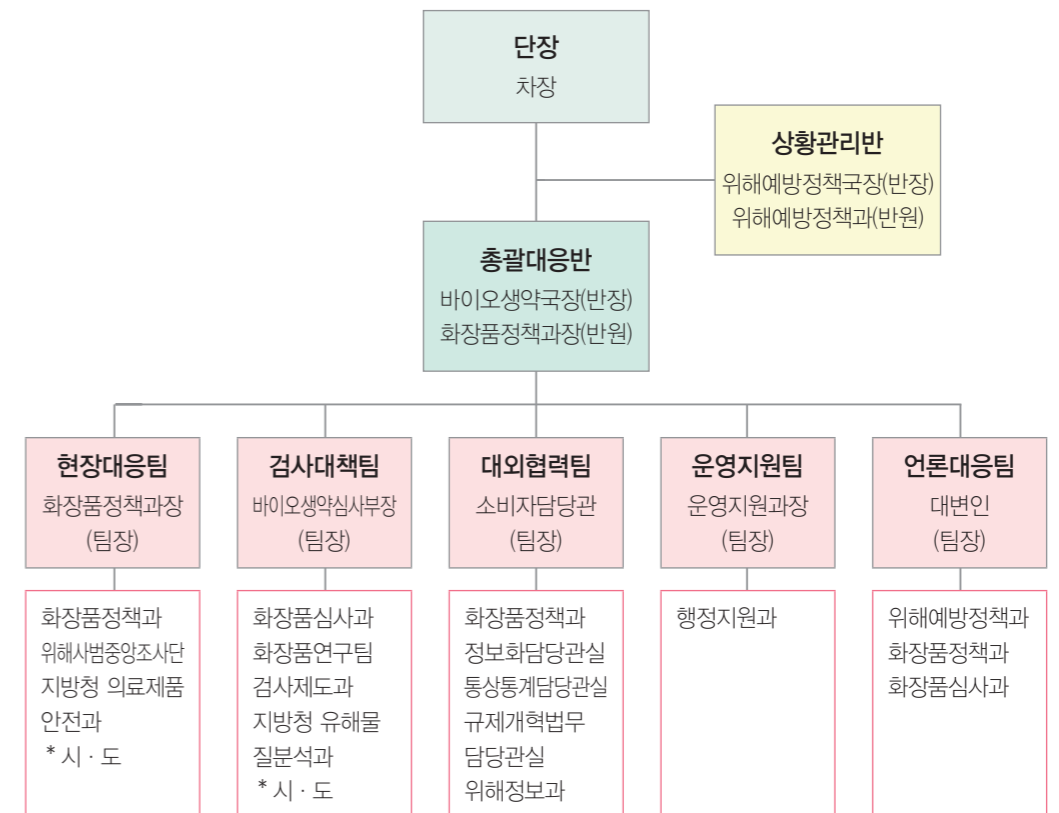 단장
차장
상황관리반
위해예방정책국장(반장)
위해예방정책과(반원)
총괄대응반
바이오생약국장(반장)
화장품정책과장(반원)
현장대응팀
화장품정책과장
(팀장)
검사대책팀
바이오생약심사부장
(팀장)
대외협력팀
소비자담당관
(팀장)
운영지원팀
운영지원과장
(팀장)
언론대응팀
대변인
(팀장)
화장품정책과
위해사범중앙조사단
지방청 의료제품
안전과
* 시 · 도
화장품심사과
화장품연구팀
검사제도과
지방청 유해물
질분석과
* 시 · 도
화장품정책과
정보화담당관실
통상통계담당관실
규제개혁법무
담당관실
위해정보과
행정지원과
위해예방정책과
화장품정책과
화장품심사과